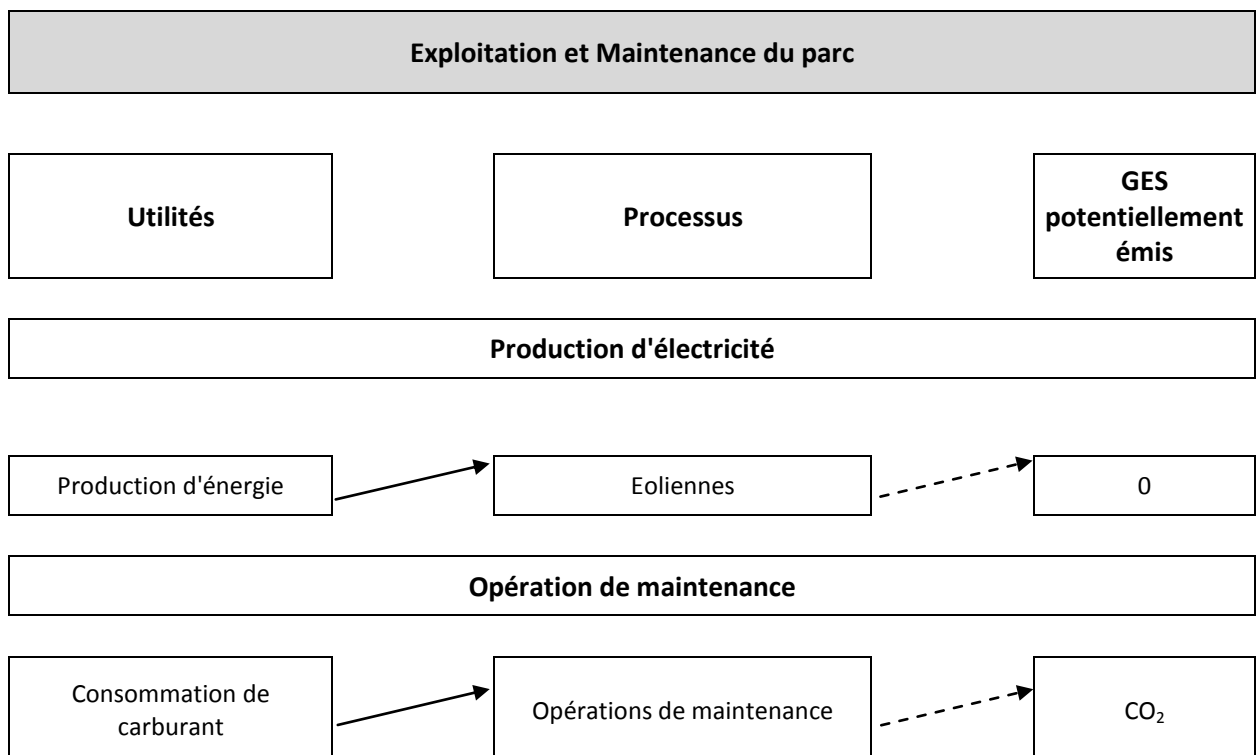 Exploitation et Maintenance du parc
Utilités
Processus
GES
potentiellement
émis
Production d'électricité
Production d'énergie
Eoliennes
0
Opération de maintenance
Consommation de
carburant
Opérations de maintenance
CO₂